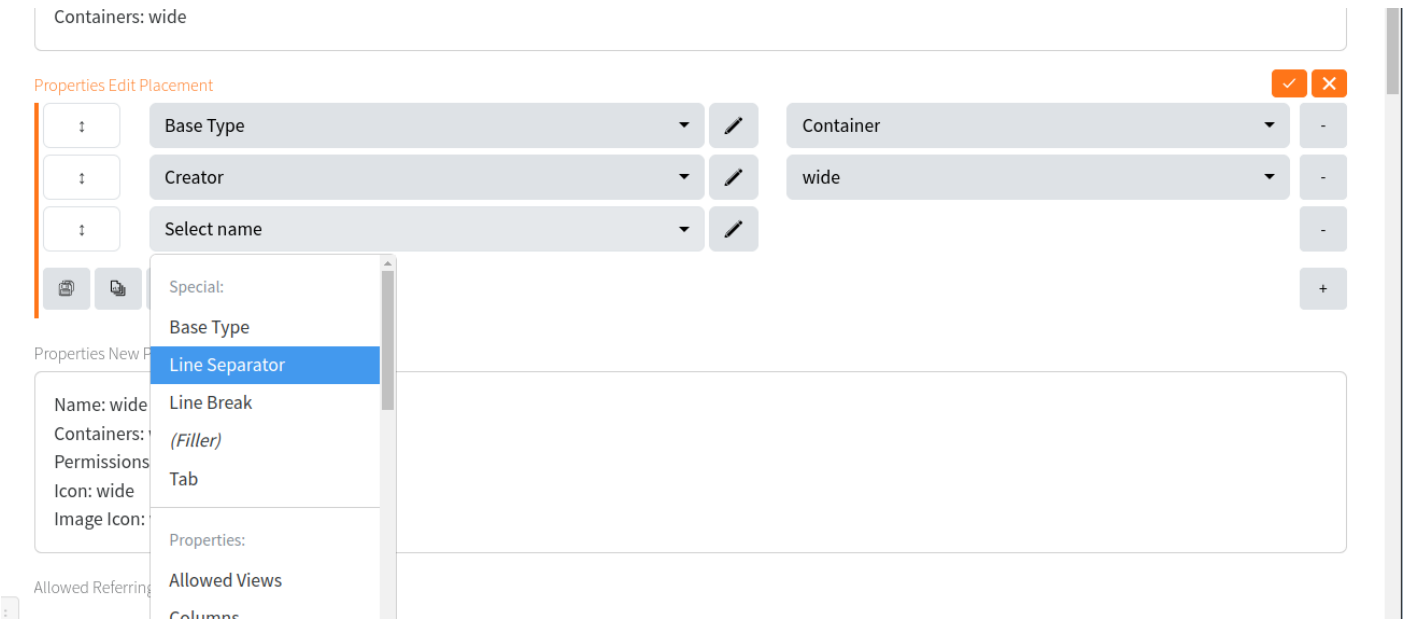 Containers: wide
Properties Edit Placement
↕ Base Type Container -
↕ Creator wide -
↕ Select name -
+
Special:
Base Type
Line Separator
Line Break
(Filler)
Tab
Properties:
Allowed Views
Columns
Properties New P
Name: wide
Containers:
Permissions
Icon: wide
Image Icon:
Allowed Referring